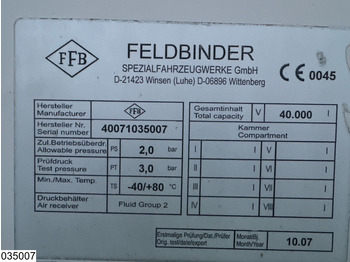 FFB
FELDBINDER
SPEZIALFAHRZEUGWERKE GmbH
D-21423 Winsen (Luhe) D-06896 Wittenberg
CE 0045
Hersteller
Manufacturer
FFB
Hersteller Nr.
Serial number
40071035007
Zul.Betriebsüberdr.
Allowable pressure
PS
2,0
bar
Prüfdruck
Test pressure
PT
3,0
bar
Min./Max. Temp.
TS
-40/+80
°C
Druckbehälter
Air receiver
Fluid Group 2
Gesamtinhalt
Total capacity
V
40.000
l
Kammer
Compartment
I
l
V
l
II
l
VI
l
III
l
VII
l
IV
l
VIII
l
Erstmalige Prüfung/Dat./Prüfer
Orig. test/date/expert
Monat/Bj
Month/Year
10.07
035007